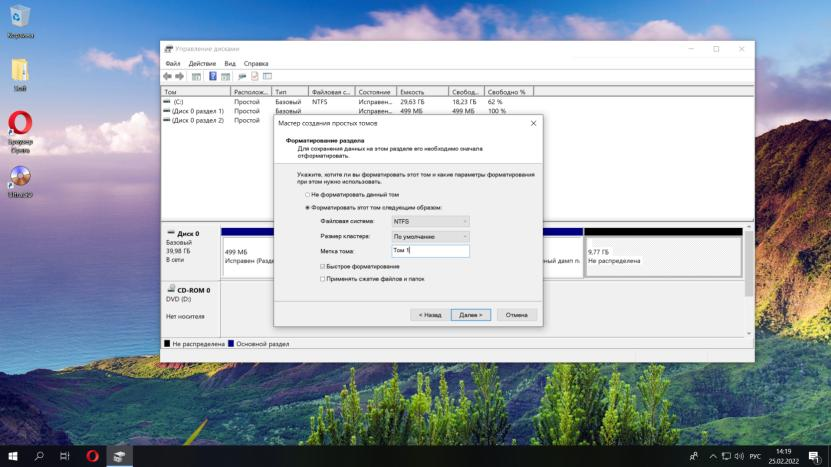 Корзина
Soft
Браузер
Opera
UltraISO
Управление дисками
Файл Действие Вид Справка
Том Располож... Тип Файловая с... Состояние Емкость Свобод... Свободно %
(C:) Простой Базовый NTFS Исправен... 29,63 ГБ 18,23 ГБ 62 %
(Диск 0 раздел 1) Простой Базовый Исправен... 499 МБ 499 МБ 100 %
(Диск 0 раздел 2) Простой
Мастер создания простых томов
Форматирование раздела
Для сохранения данных на этом разделе его необходимо сначала
отформатировать.
Укажите, хотите ли вы форматировать этот том и какие параметры форматирования
при этом нужно использовать.
Не форматировать данный том
Форматировать этот том следующим образом:
Файловая система: NTFS
Размер кластера: По умолчанию
Метка тома: Том 1
Быстрое форматирование
Применять сжатие файлов и папок
< Назад Далее > Отмена
Диск 0
Базовый
39,98 ГБ
В сети
499 МБ
Исправен (Разде
ный дамп п
9,77 ГБ
Не распределена
CD-ROM 0
DVD (D:)
Нет носителя
Не распределена Основной раздел
РУС
14:19
25.02.2022
1